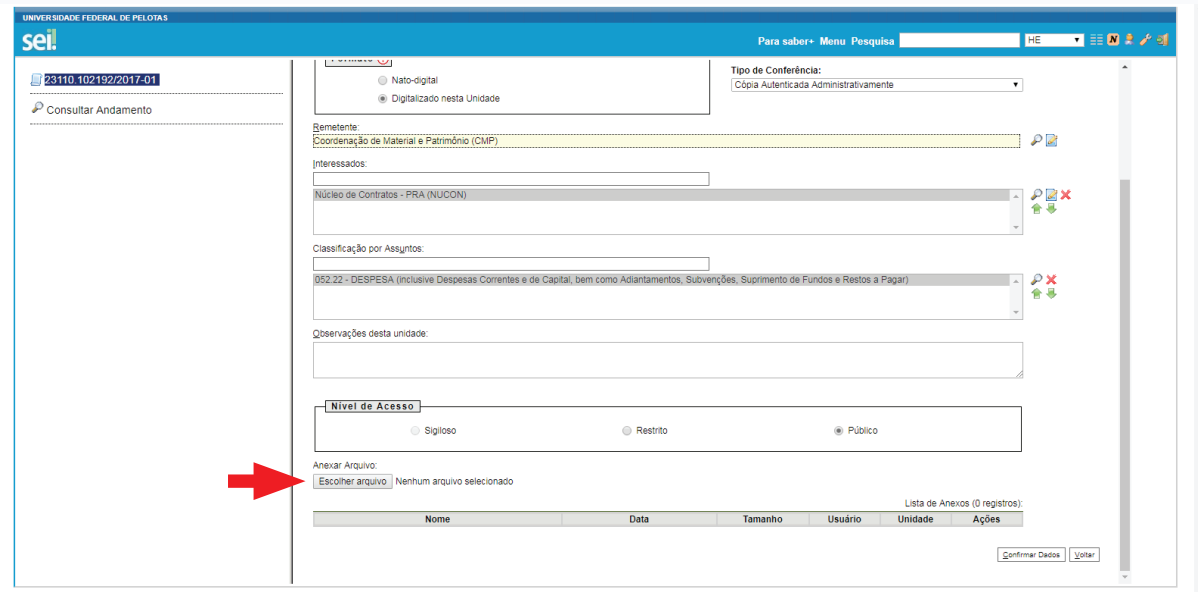 UNIVERSIDADE FEDERAL DE PELOTAS
sei!
Para saber+ Menu Pesquisa
HE
N
23110.102192/2017-01
Consultar Andamento
Formato
Nato-digital
Digitalizado nesta Unidade
Tipo de Conferência:
Cópia Autenticada Administrativamente
Remetente:
Coordenação de Material e Patrimônio (CMP)
Interessados:
Núcleo de Contratos - PRA (NUCON)
Classificação por Assuntos:
052.22 - DESPESA (inclusive Despesas Correntes e de Capital, bem como Adiantamentos, Subvenções, Suprimento de Fundos e Restos a Pagar)
Observações desta unidade:
Nível de Acesso
Sigiloso Restrito Público
Anexar Arquivo:
Escolher arquivo Nenhum arquivo selecionado
Lista de Anexos (0 registros):
Nome Data Tamanho Usuário Unidade Ações
Confirmar Dados Voltar